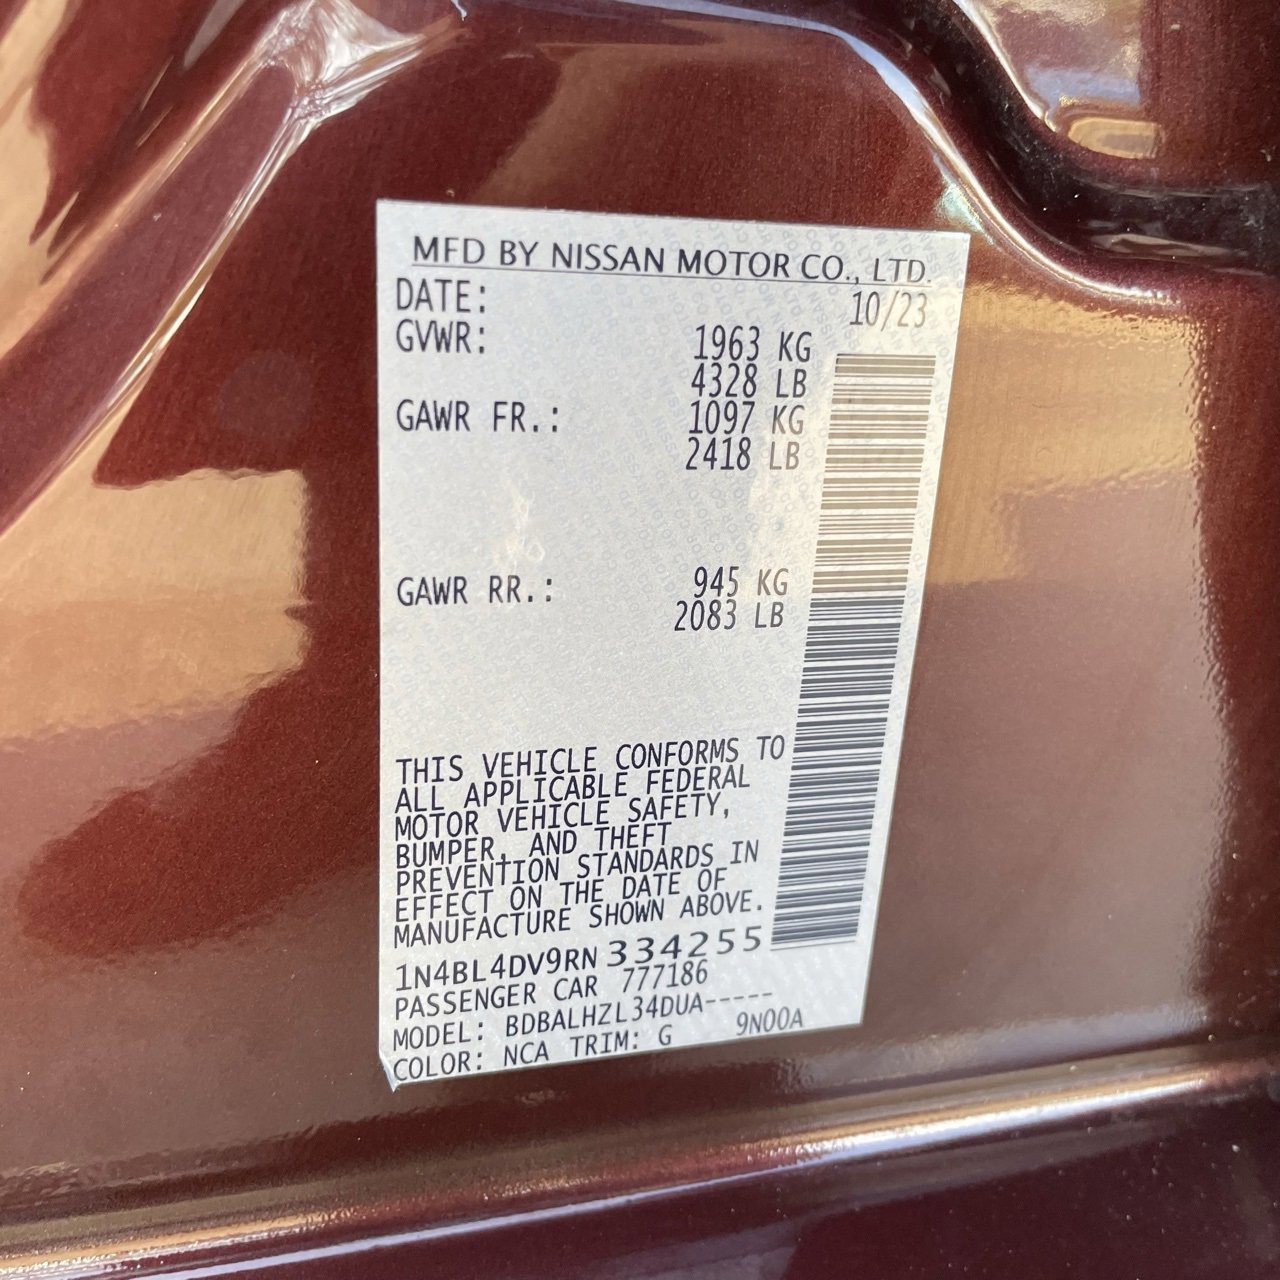 MFD BY NISSAN MOTOR CO., LTD.
DATE: 10/23
GVWR: 1963 KG
4328 LB
GAWR FR.: 1097 KG
2418 LB
GAWR RR.: 945 KG
2083 LB
THIS VEHICLE CONFORMS TO
ALL APPLICABLE FEDERAL
MOTOR VEHICLE SAFETY,
BUMPER, AND THEFT
PREVENTION STANDARDS IN
EFFECT ON THE DATE OF
MANUFACTURE SHOWN ABOVE.
1N4BL4DV9RN334255
PASSENGER CAR 777186
MODEL: BDBALHZL34DUA-----
COLOR: NCA TRIM: G 9N00A